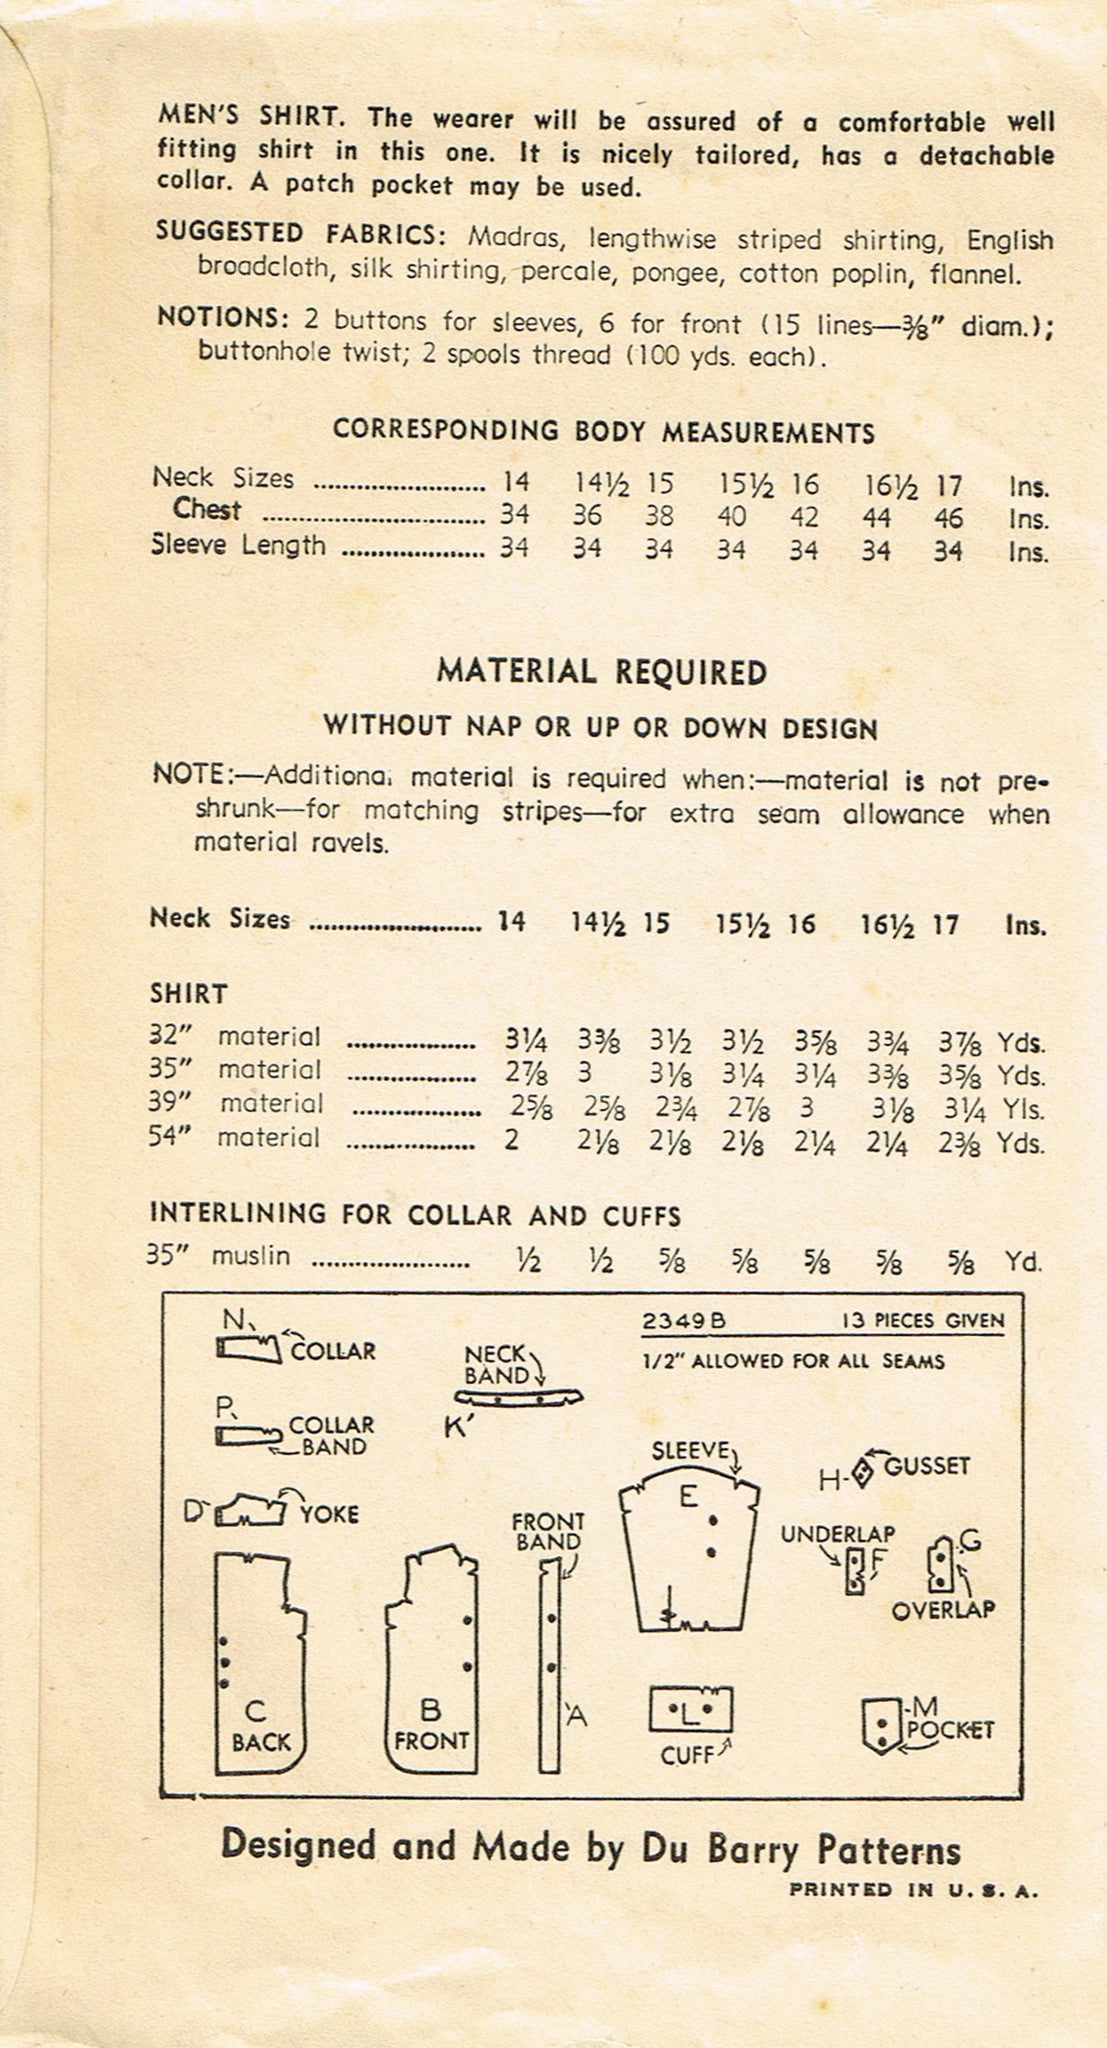 MEN'S SHIRT. The wearer will be assured of a comfortable well
fitting shirt in this one. It is nicely tailored, has a detachable
collar. A patch pocket may be used.
SUGGESTED FABRICS: Madras, lengthwise striped shirting, English
broadcloth, silk shirting, percale, pongee, cotton poplin, flannel.
NOTIONS: 2 buttons for sleeves, 6 for front (15 lines—⅜" diam.);
buttonhole twist; 2 spools thread (100 yds. each).
CORRESPONDING BODY MEASUREMENTS
Neck Sizes ........................ 14 14½ 15 15½ 16 16½ 17 Ins.
Chest ............................... 34 36 38 40 42 44 46 Ins.
Sleeve Length .................... 34 34 34 34 34 34 34 Ins.
MATERIAL REQUIRED
WITHOUT NAP OR UP OR DOWN DESIGN
NOTE:—Additional material is required when:—material is not pre-
shrunk—for matching stripes—for extra seam allowance when
material ravels.
Neck Sizes ........................ 14 14½ 15 15½ 16 16½ 17 Ins.
SHIRT
32" material .................. 3¼ 3⅜ 3½ 3½ 3⅝ 3¾ 3⅞ Yds.
35" material .................. 2⅞ 3 3⅛ 3¼ 3¼ 3⅜ 3⅝ Yds.
39" material .................. 2⅝ 2⅝ 2¾ 2⅞ 3 3⅛ 3¼ Yls.
54" material .................. 2 2⅛ 2⅛ 2⅛ 2¼ 2¼ 2⅜ Yds.
INTERLINING FOR COLLAR AND CUFFS
35" muslin ...................... ½ ½ ⅝ ⅝ ⅝ ⅝ ⅝ Yd.
2349B 13 PIECES GIVEN
1/2" ALLOWED FOR ALL SEAMS
N
COLLAR
NECK
BAND
K
P
COLLAR
BAND
SLEEVE
E
H
GUSSET
D
YOKE
FRONT
BAND
UNDERLAP
F
G
OVERLAP
C
BACK
B
FRONT
A
L
CUFF
M
POCKET
Designed and Made by Du Barry Patterns
PRINTED IN U. S. A.